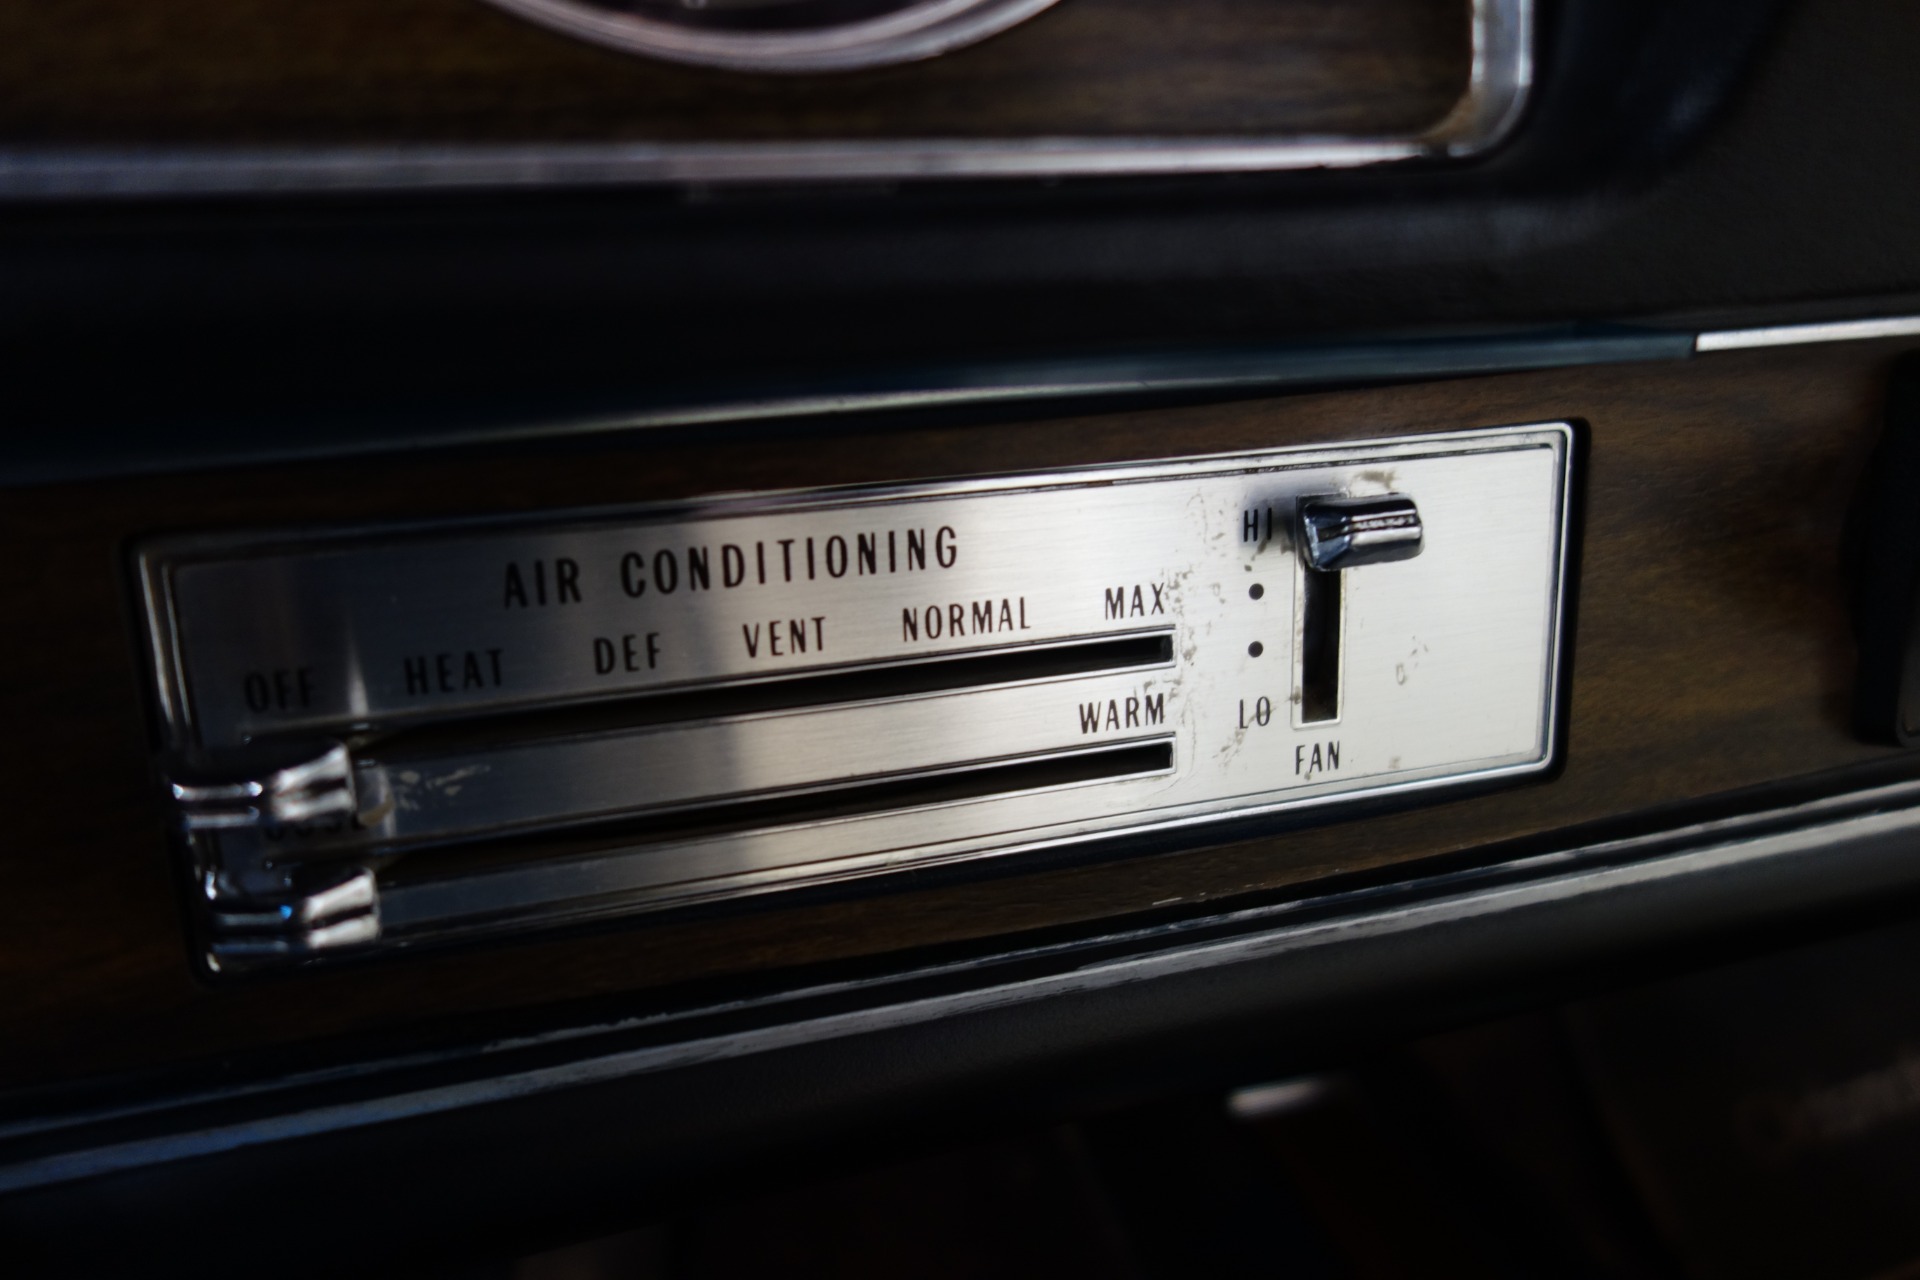 AIR CONDITIONING
OFF HEAT DEF VENT NORMAL MAX
WARM
HI
LO
FAN